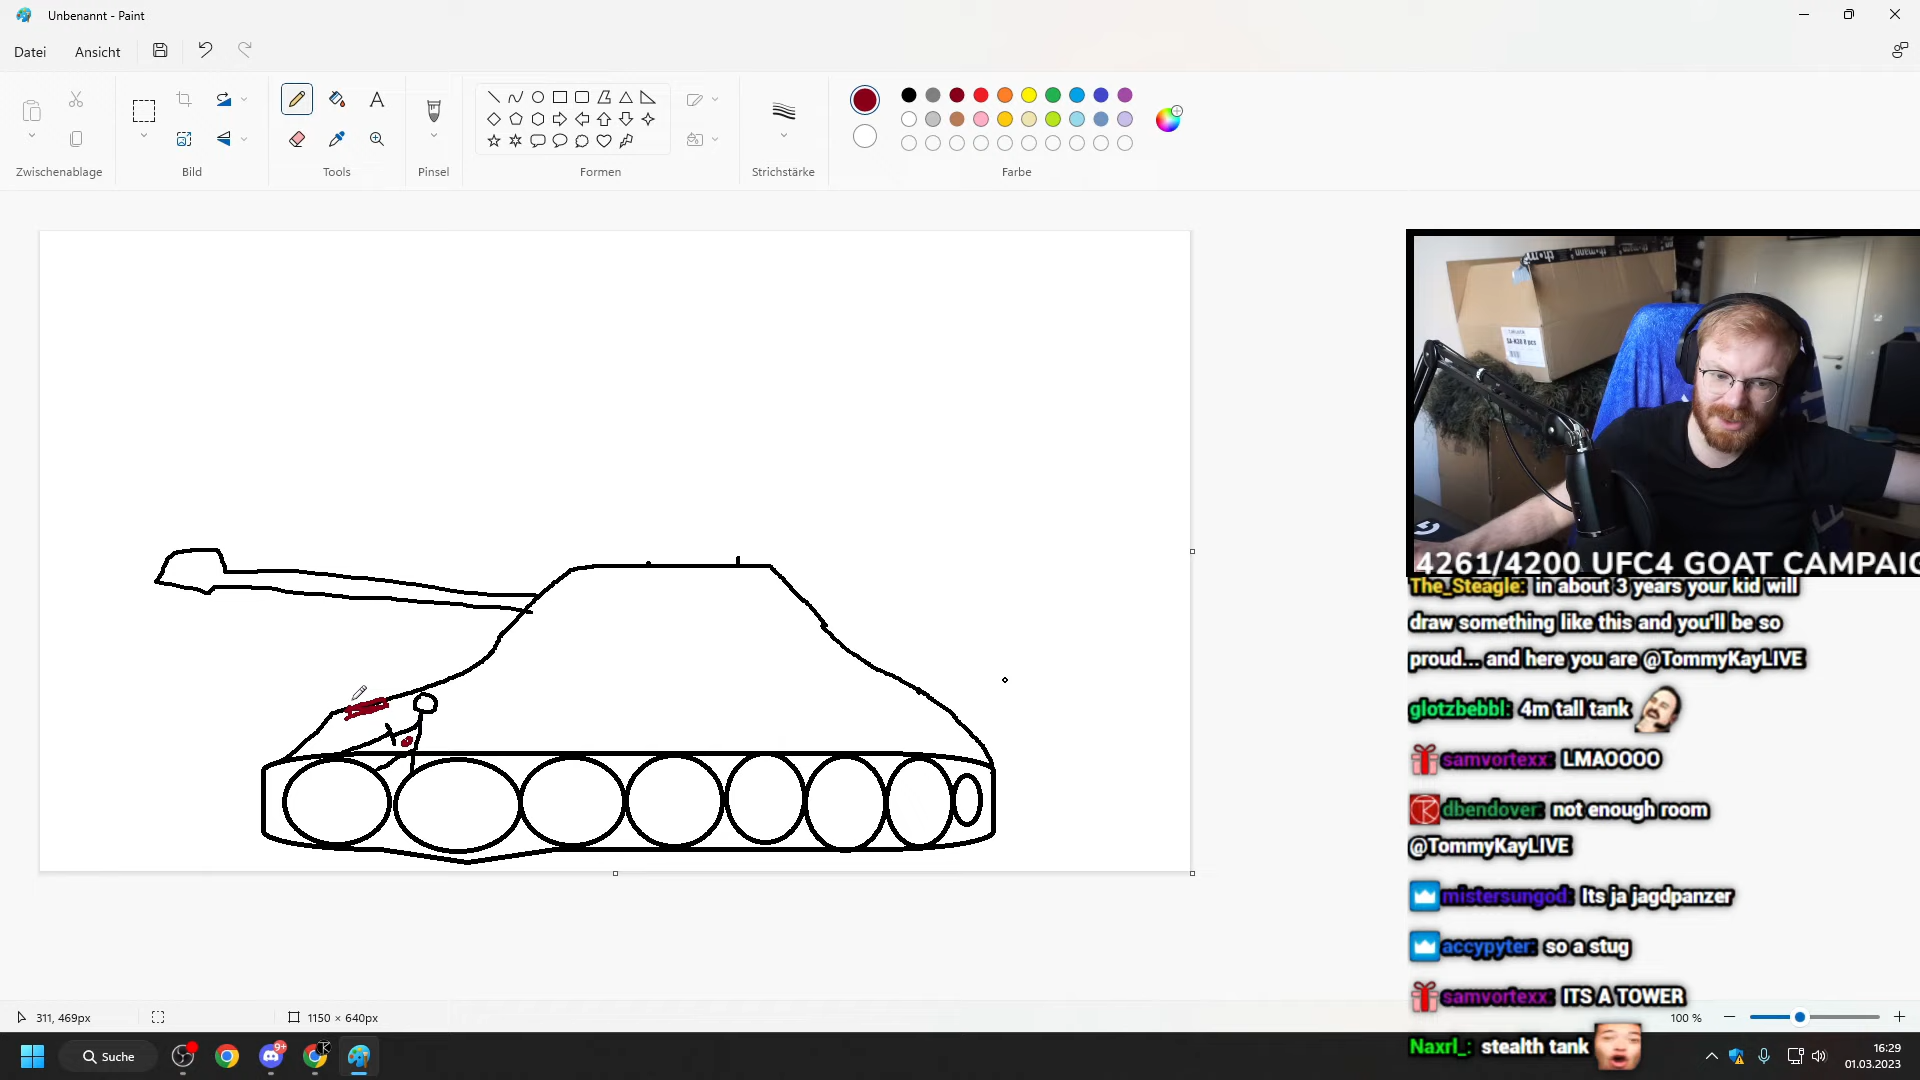 Unbenannt - Paint
Datei Ansicht
Zwischenablage Bild Tools Pinsel Formen Strichstärke Farbe
4261/4200 UFC4 GOAT CAMPAIG
The_Steagle: in about 3 years your kid will
draw something like this and you'll be so
proud... and here you are @TommyKayLIVE
glotzbebbl: 4m tall tank
samvortexx: LMAOOOO
dbendover: not enough room
@TommyKayLIVE
mistersungod: Its ja jagdpanzer
accypyter: so a stug
samvortexx: ITS A TOWER
Naxrl_: stealth tank
311, 469px 1150 × 640px 100 %
Suche 9+ 16:29
01.03.2023